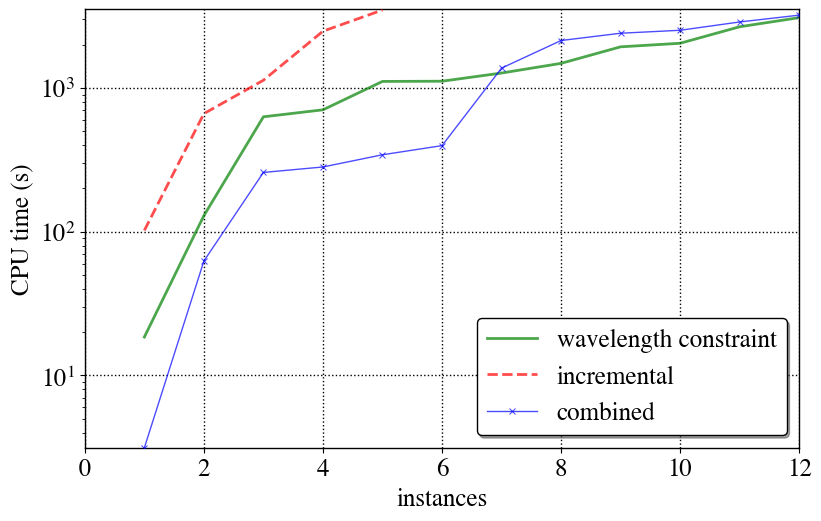 10³
10²
10¹
CPU time (s)
wavelength constraint
incremental
combined
0 2 4 6 8 10 12
instances